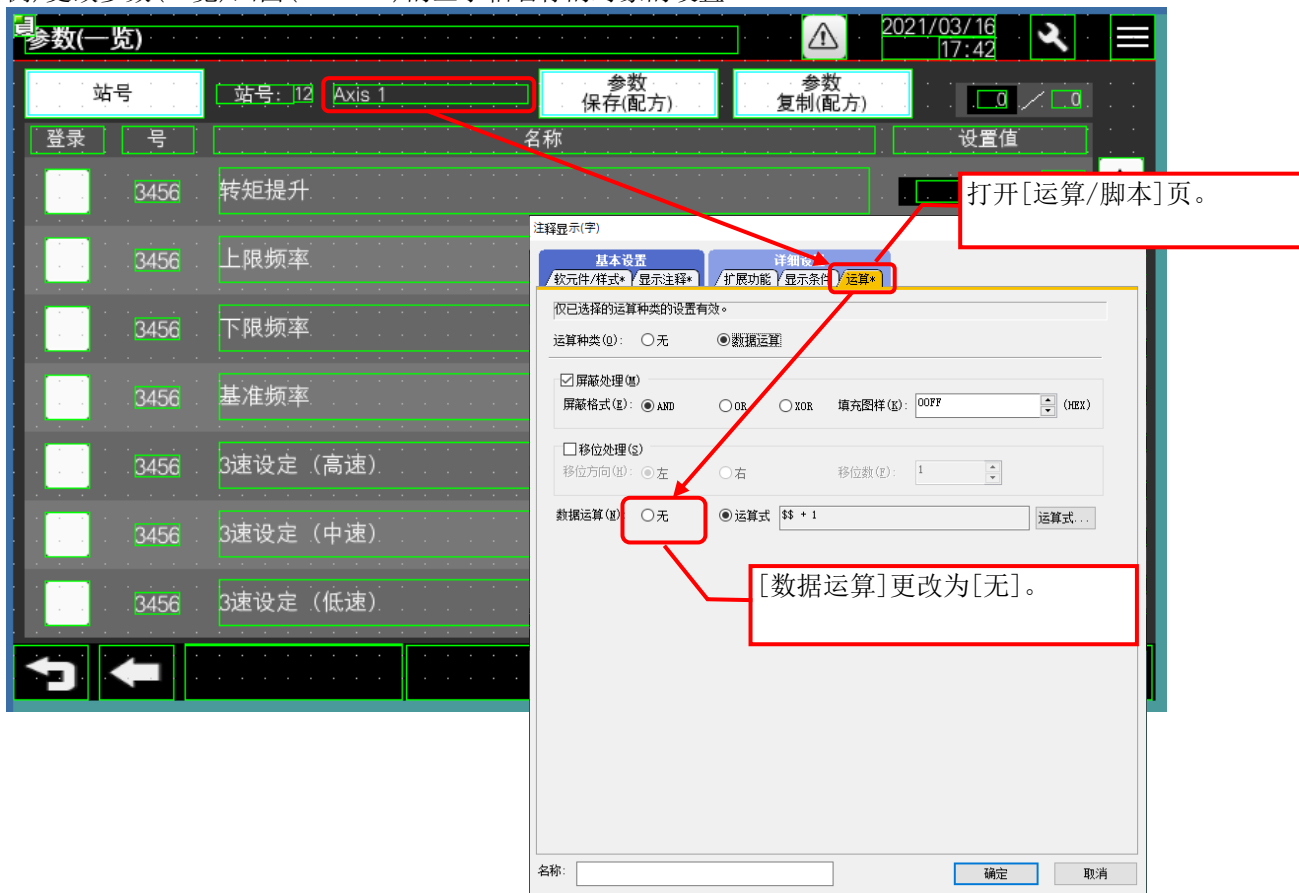 参数(一览)
2021/03/16
17:42
站号
站号: 12
Axis 1
参数
保存(配方)
参数
复制(配方)
0 / 0
登录 号 名称 设置值
3456 转矩提升
打开[运算/脚本]页。
3456 上限频率
3456 下限频率
3456 基准频率
3456 3速设定（高速）
3456 3速设定（中速）
3456 3速设定（低速）
注释显示(字)
基本设置
软元件/样式* 显示注释* 扩展功能 显示条件 运算*
仅已选择的运算种类的设置有效。
运算种类(O): 无 数据运算
屏蔽处理(M)
屏蔽格式(E): AND OR XOR 填充图样(K): 00FF (HEX)
移位处理(S)
移位方向(H): 左 右 移位数(F): 1
数据运算(N): 无 运算式 $$ + 1 运算式...
[数据运算]更改为[无]。
名称:
确定 取消